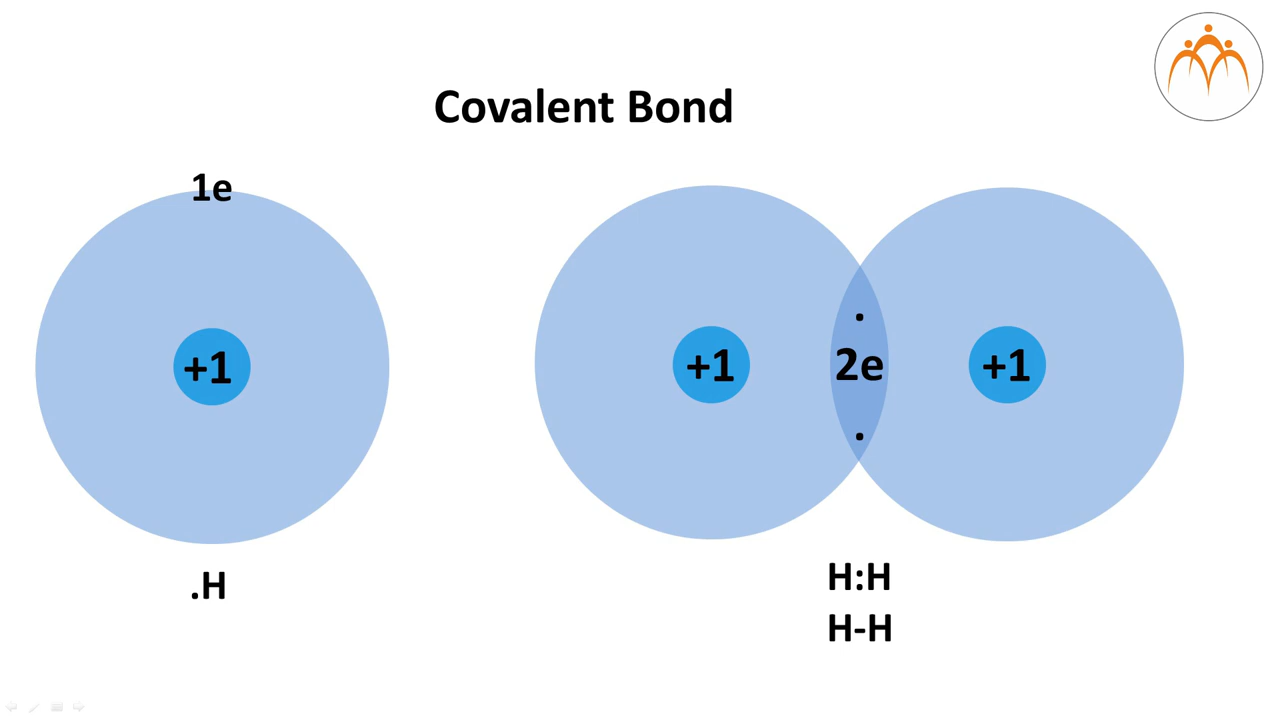 Covalent Bond
1e
+1
.H
+1
.
2e
.
+1
H:H
H-H